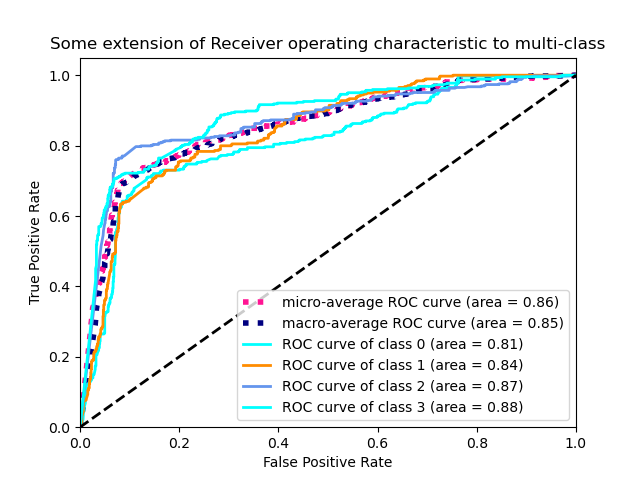 Some extension of Receiver operating characteristic to multi-class
True Positive Rate
1.0
0.8
0.6
0.4
0.2
0.0
micro-average ROC curve (area = 0.86)
macro-average ROC curve (area = 0.85)
ROC curve of class 0 (area = 0.81)
ROC curve of class 1 (area = 0.84)
ROC curve of class 2 (area = 0.87)
ROC curve of class 3 (area = 0.88)
0.0 0.2 0.4 0.6 0.8 1.0
False Positive Rate